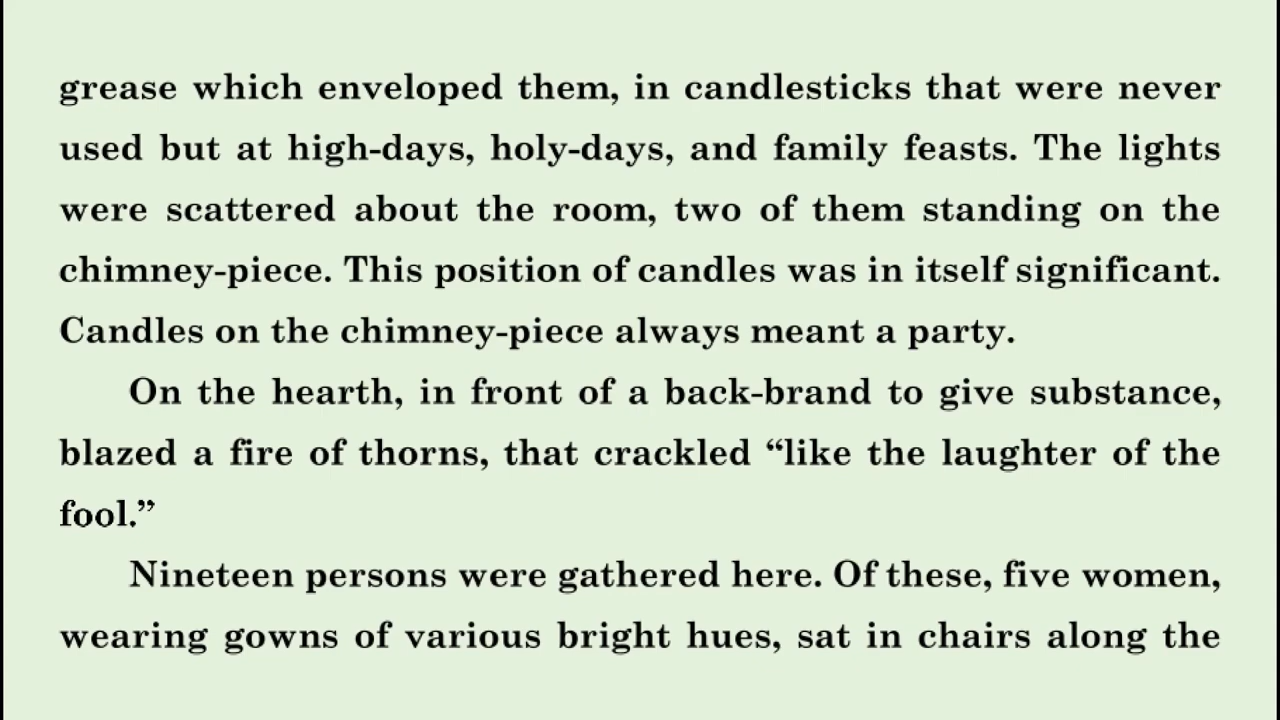 grease which enveloped them, in candlesticks that were never
used but at high-days, holy-days, and family feasts. The lights
were scattered about the room, two of them standing on the
chimney-piece. This position of candles was in itself significant.
Candles on the chimney-piece always meant a party.
On the hearth, in front of a back-brand to give substance,
blazed a fire of thorns, that crackled “like the laughter of the
fool.”
Nineteen persons were gathered here. Of these, five women,
wearing gowns of various bright hues, sat in chairs along the